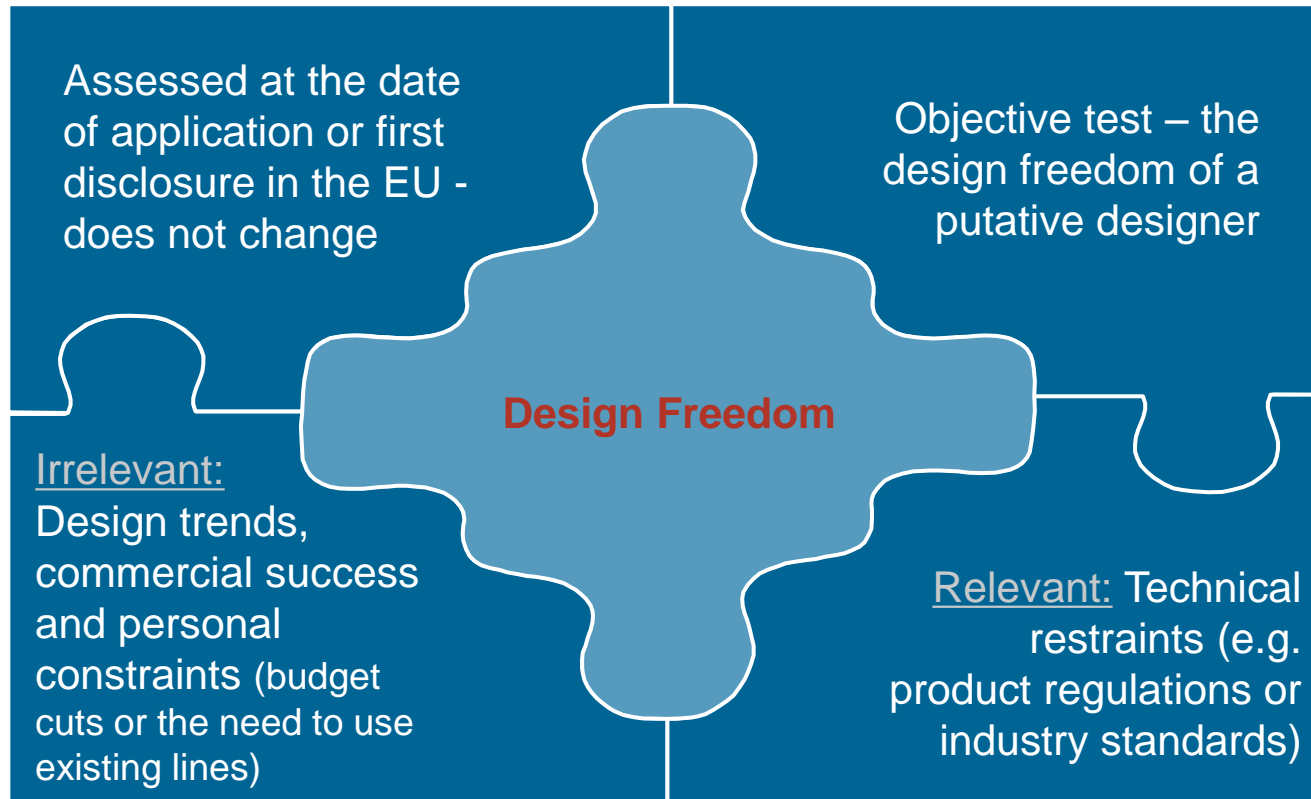 Assessed at the date
of application or first
disclosure in the EU -
does not change
Objective test – the
design freedom of a
putative designer
Design Freedom
Irrelevant:
Design trends,
commercial success
and personal
constraints (budget
cuts or the need to use
existing lines)
Relevant: Technical
restraints (e.g.
product regulations or
industry standards)